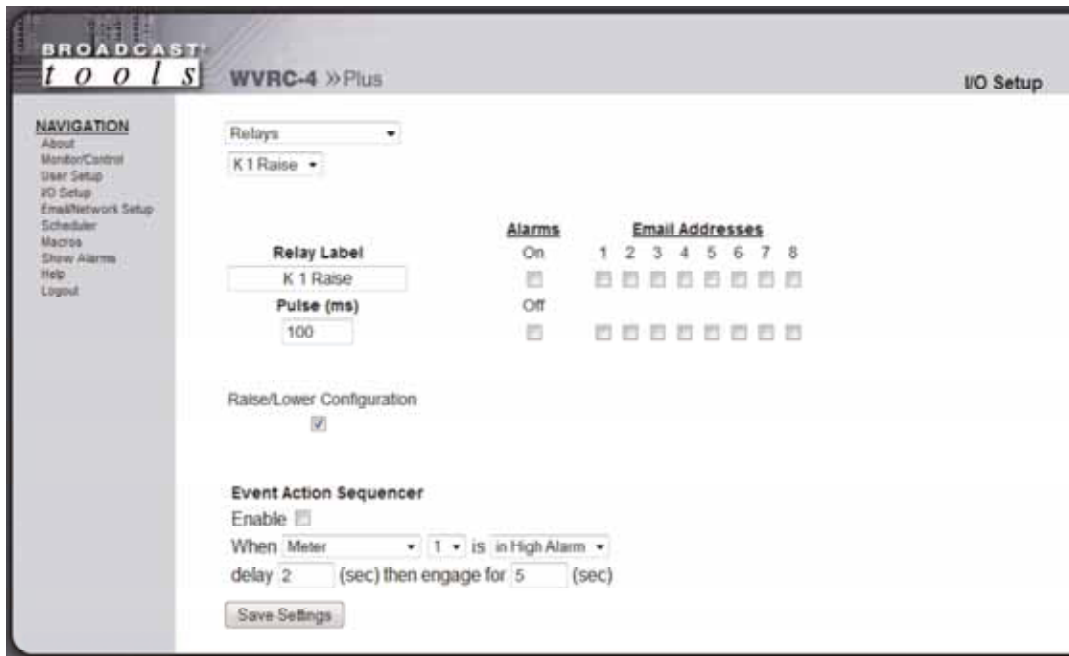 BROADCAST
tools
WVRC-4 »Plus
I/O Setup
NAVIGATION
About
Monitor/Control
User Setup
I/O Setup
Email/Network Setup
Scheduler
Macros
Show Alarms
Help
Logout
Relays
K 1 Raise
Alarms Email Addresses
Relay Label On 1 2 3 4 5 6 7 8
K 1 Raise
Pulse (ms) Off
100
Raise/Lower Configuration
Event Action Sequencer
Enable
When Meter 1 is in High Alarm
delay 2 (sec) then engage for 5 (sec)
Save Settings